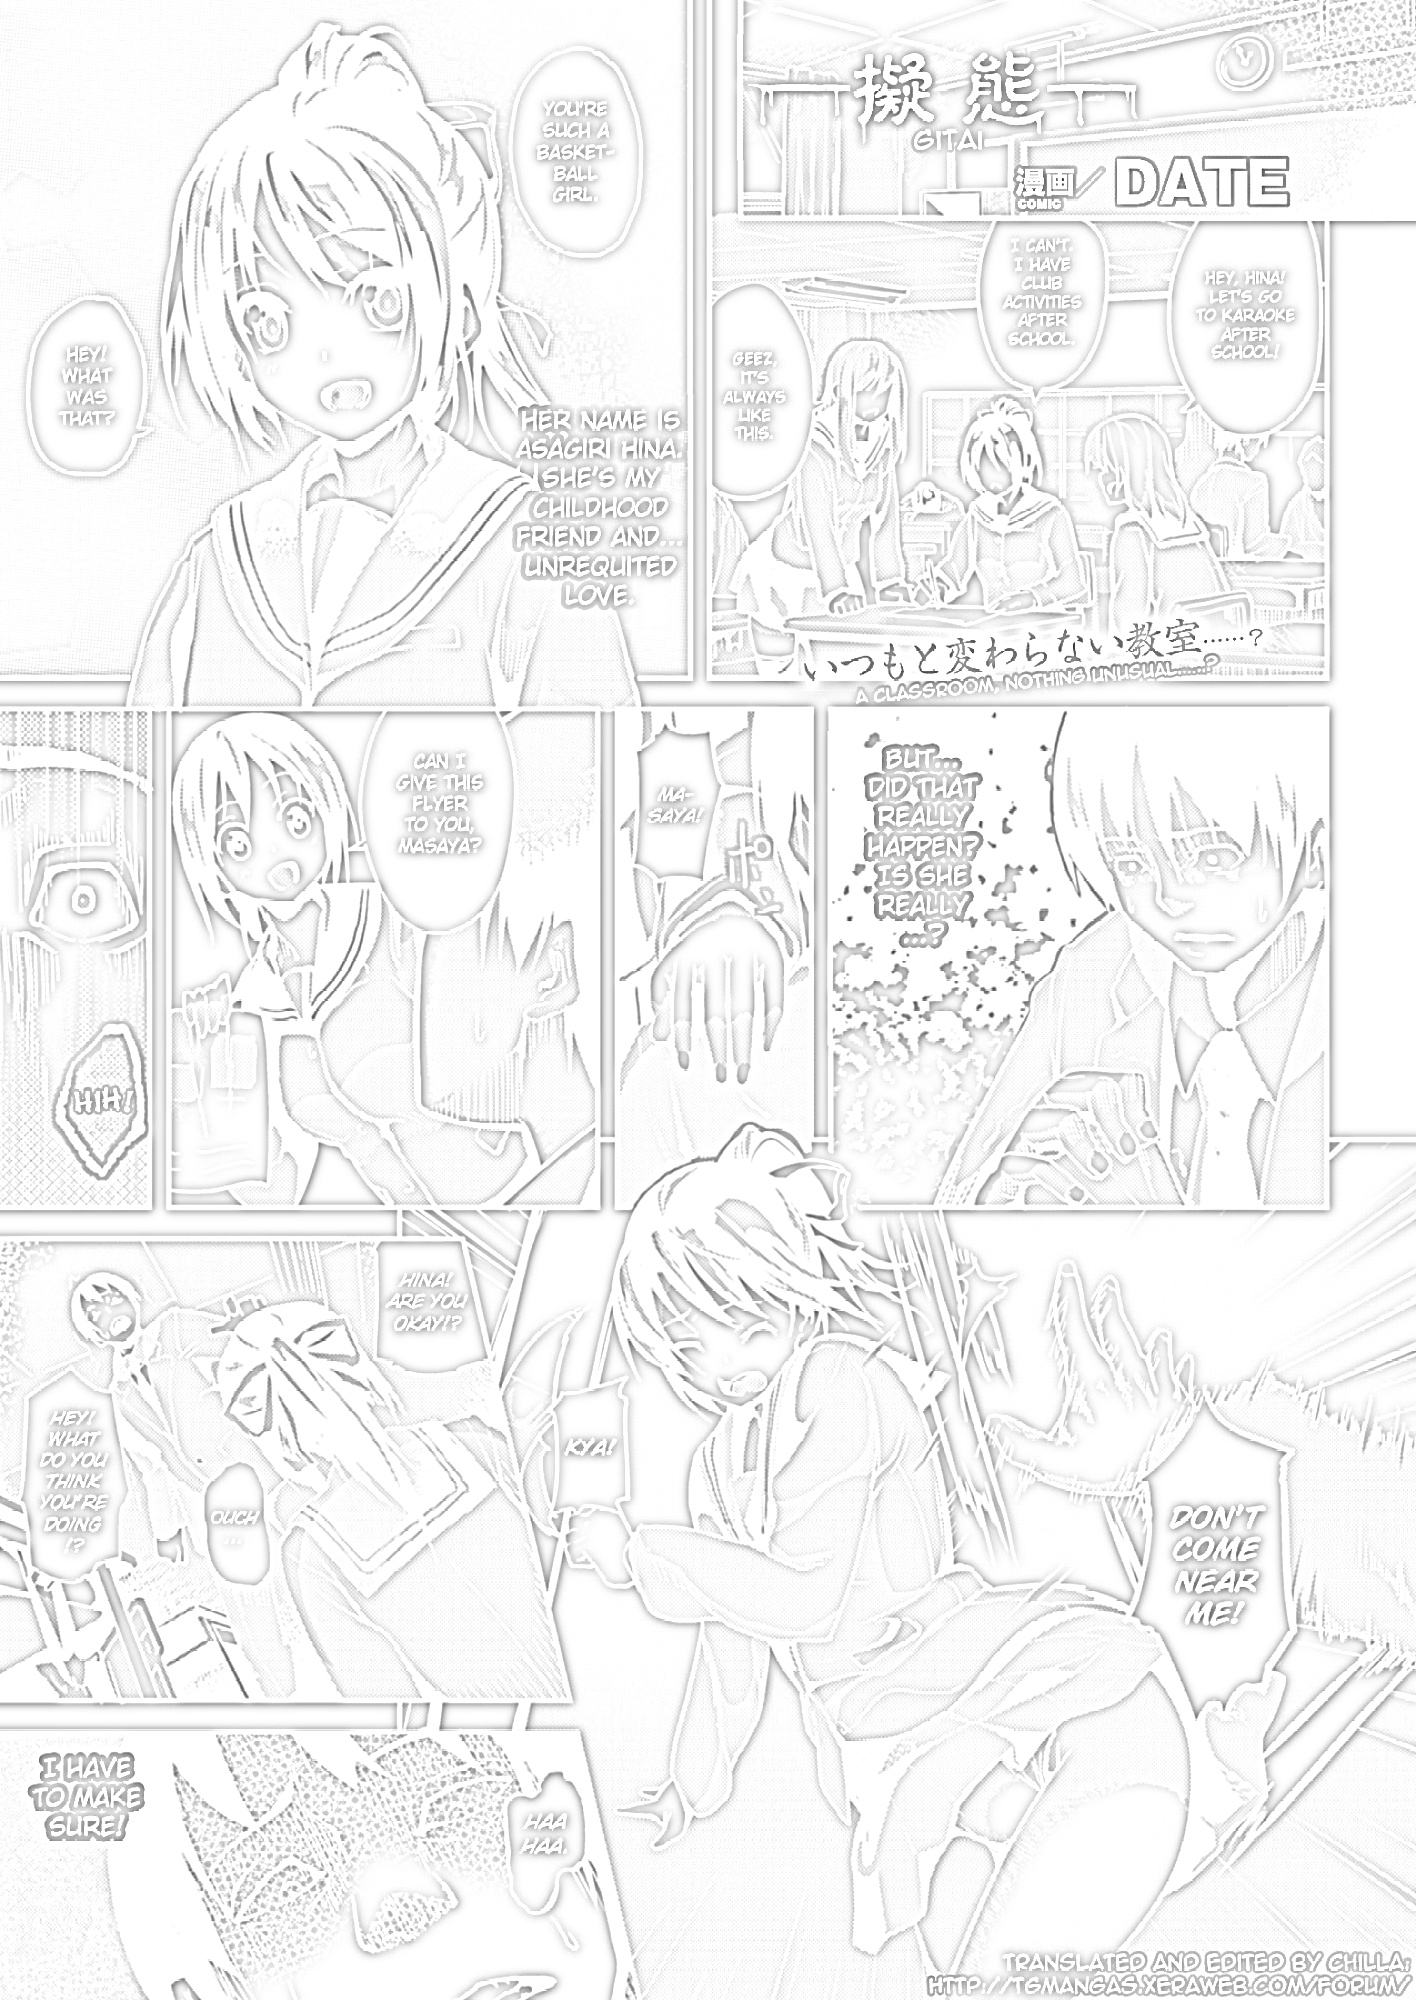 擬態
GITAI
漫画/DATE
COMIC
HEY, HINA!
LET'S GO
TO KARAOKE
AFTER
SCHOOL!
I CAN'T.
I HAVE
CLUB
ACTIVITIES
AFTER
SCHOOL.
GEEZ,
IT'S
ALWAYS
LIKE
THIS.
いつもと変わらない教室……?
A CLASSROOM, NOTHING UNUSUAL......?
YOU'RE
SUCH A
BASKET-
BALL
GIRL.
HEY!
WHAT
WAS
THAT?
HER NAME IS
ASAGIRI HINA.
SHE'S MY
CHILDHOOD
FRIEND AND...
UNREQUITED
LOVE.
BUT...
DID THAT
REALLY
HAPPEN?
IS SHE
REALLY
...?
MA-
SAYA!
ポン
CAN I
GIVE THIS
FLYER
TO YOU,
MASAYA?
HIH!
DON'T
COME
NEAR
ME!
KYA!
HINA!
ARE YOU
OKAY!?
OUCH
...
HEY!
WHAT
DO YOU
THINK
YOU'RE
DOING
!?
HAA
HAA.
I HAVE
TO MAKE
SURE!
TRANSLATED AND EDITED BY CHILLA;
HTTP://TGMANGAS.XERAWEB.COM/FORUM/